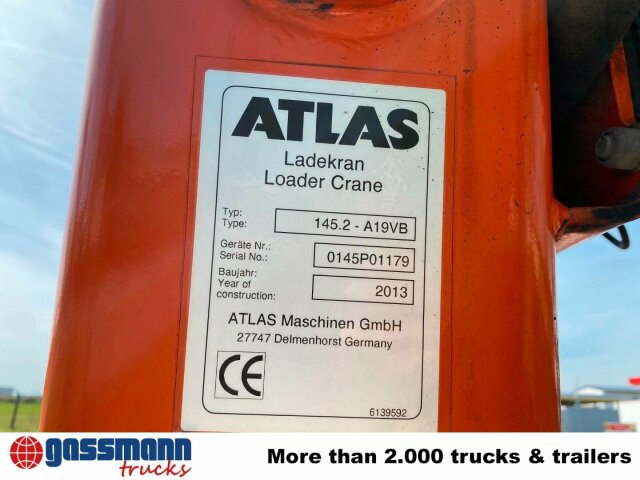 ATLAS
Ladekran
Loader Crane
Typ:
Type:
145.2 - A19VB
Geräte Nr.:
Serial No.:
0145P01179
Baujahr:
Year of
construction:
2013
ATLAS Maschinen GmbH
27747 Delmenhorst Germany
CE
6139592
gassmann
trucks
More than 2.000 trucks & trailers